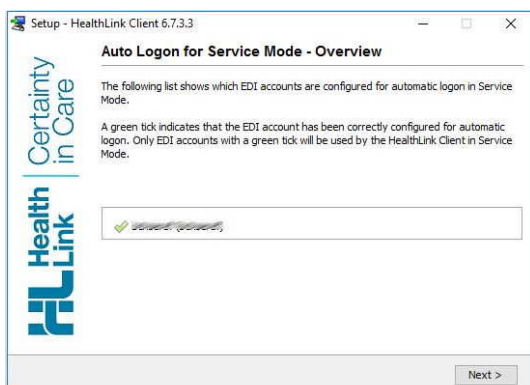 Setup - HealthLink Client 6.7.3.3
Auto Logon for Service Mode - Overview
The following list shows which EDI accounts are configured for automatic logon in Service
Mode.
A green tick indicates that the EDI account has been correctly configured for automatic
logon. Only EDI accounts with a green tick will be used by the HealthLink Client in Service
Mode.
Certainty
in Care
Health
Link
HL
Next >